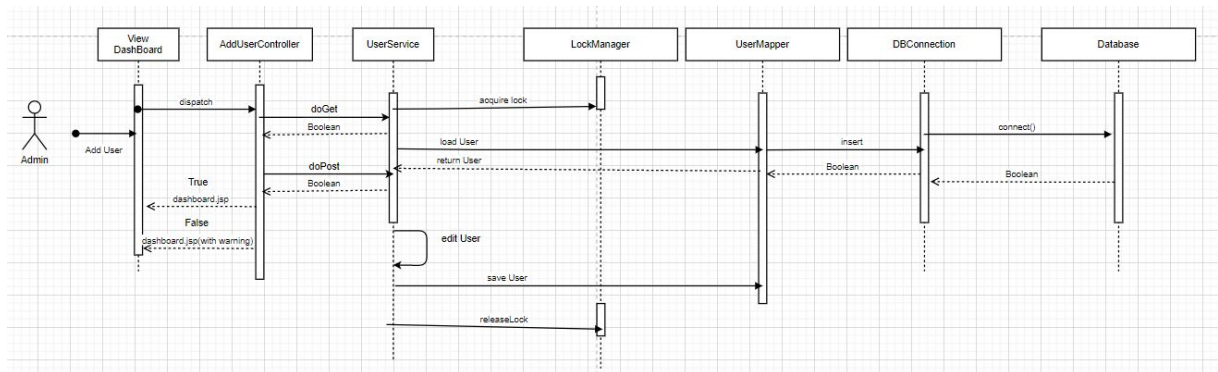 View
DashBoard
AddUserController
UserService
LockManager
UserMapper
DBConnection
Database
dispatch
doGet
acquire lock
Boolean
connect()
Add User
load User
insert
Admin
return User
doPost
Boolean
Boolean
Boolean
True
dashboard.jsp
False
dashboard.jsp(with warning)
edit User
save User
releaseLock